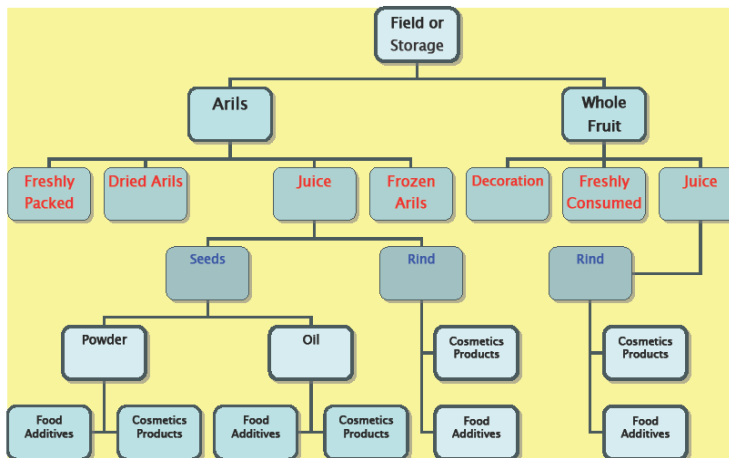 Field or
Storage
Arils
Whole
Fruit
Freshly
Packed
Dried Arils
Juice
Frozen
Arils
Decoration
Freshly
Consumed
Juice
Seeds
Rind
Rind
Powder
Oil
Cosmetics
Products
Cosmetics
Products
Food
Additives
Cosmetics
Products
Food
Additives
Cosmetics
Products
Food
Additives
Food
Additives